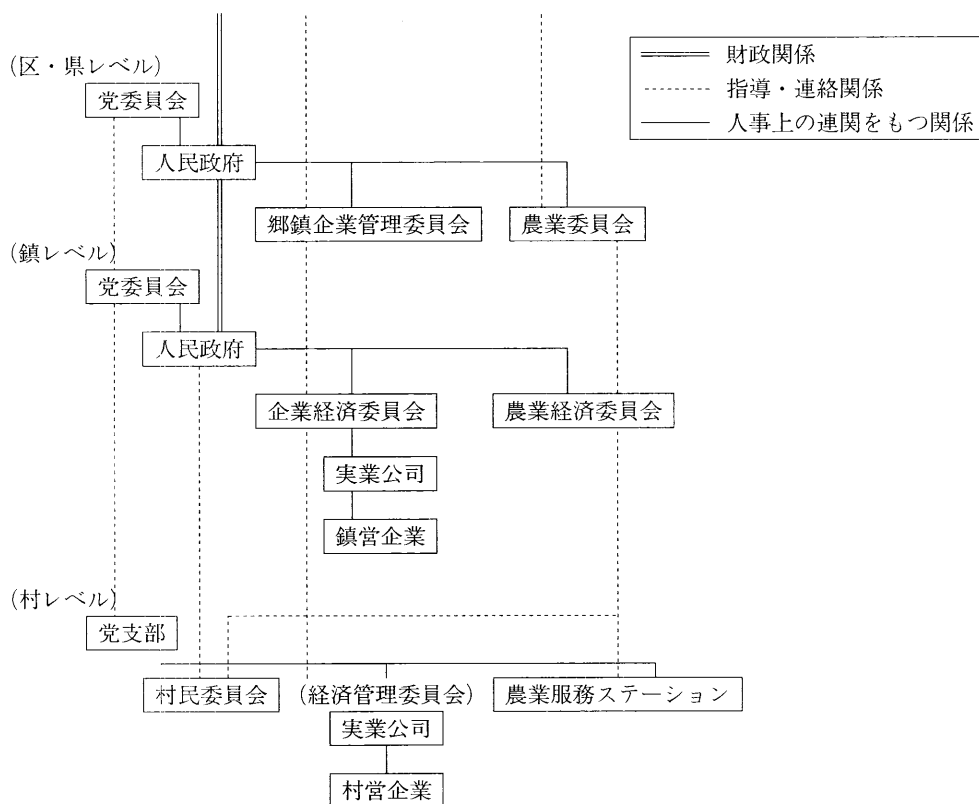 (区・県レベル)
党委員会
人民政府
郷鎮企業管理委員会
農業委員会
財政関係
指導・連絡関係
人事上の連関をもつ関係
(鎮レベル)
党委員会
人民政府
企業経済委員会
農業経済委員会
実業公司
鎮営企業
(村レベル)
党支部
村民委員会
(経済管理委員会)
農業服務ステーション
実業公司
村営企業